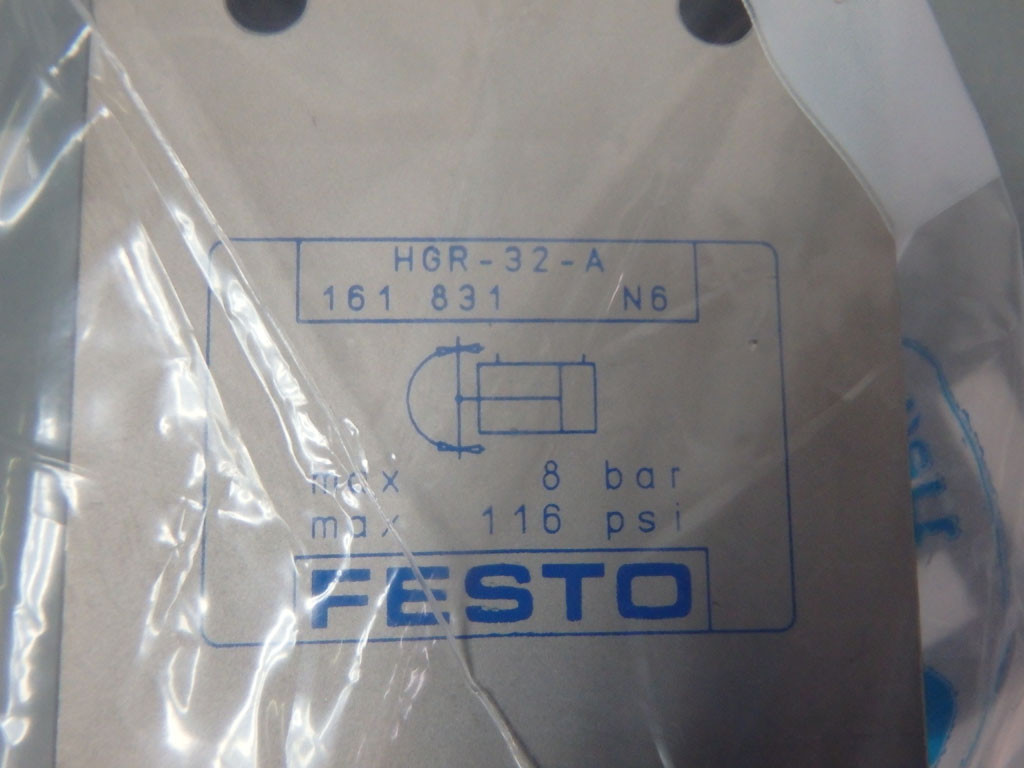 HGR-32-A
161 831 N6
max 8 bar
max 116 psi
FESTO